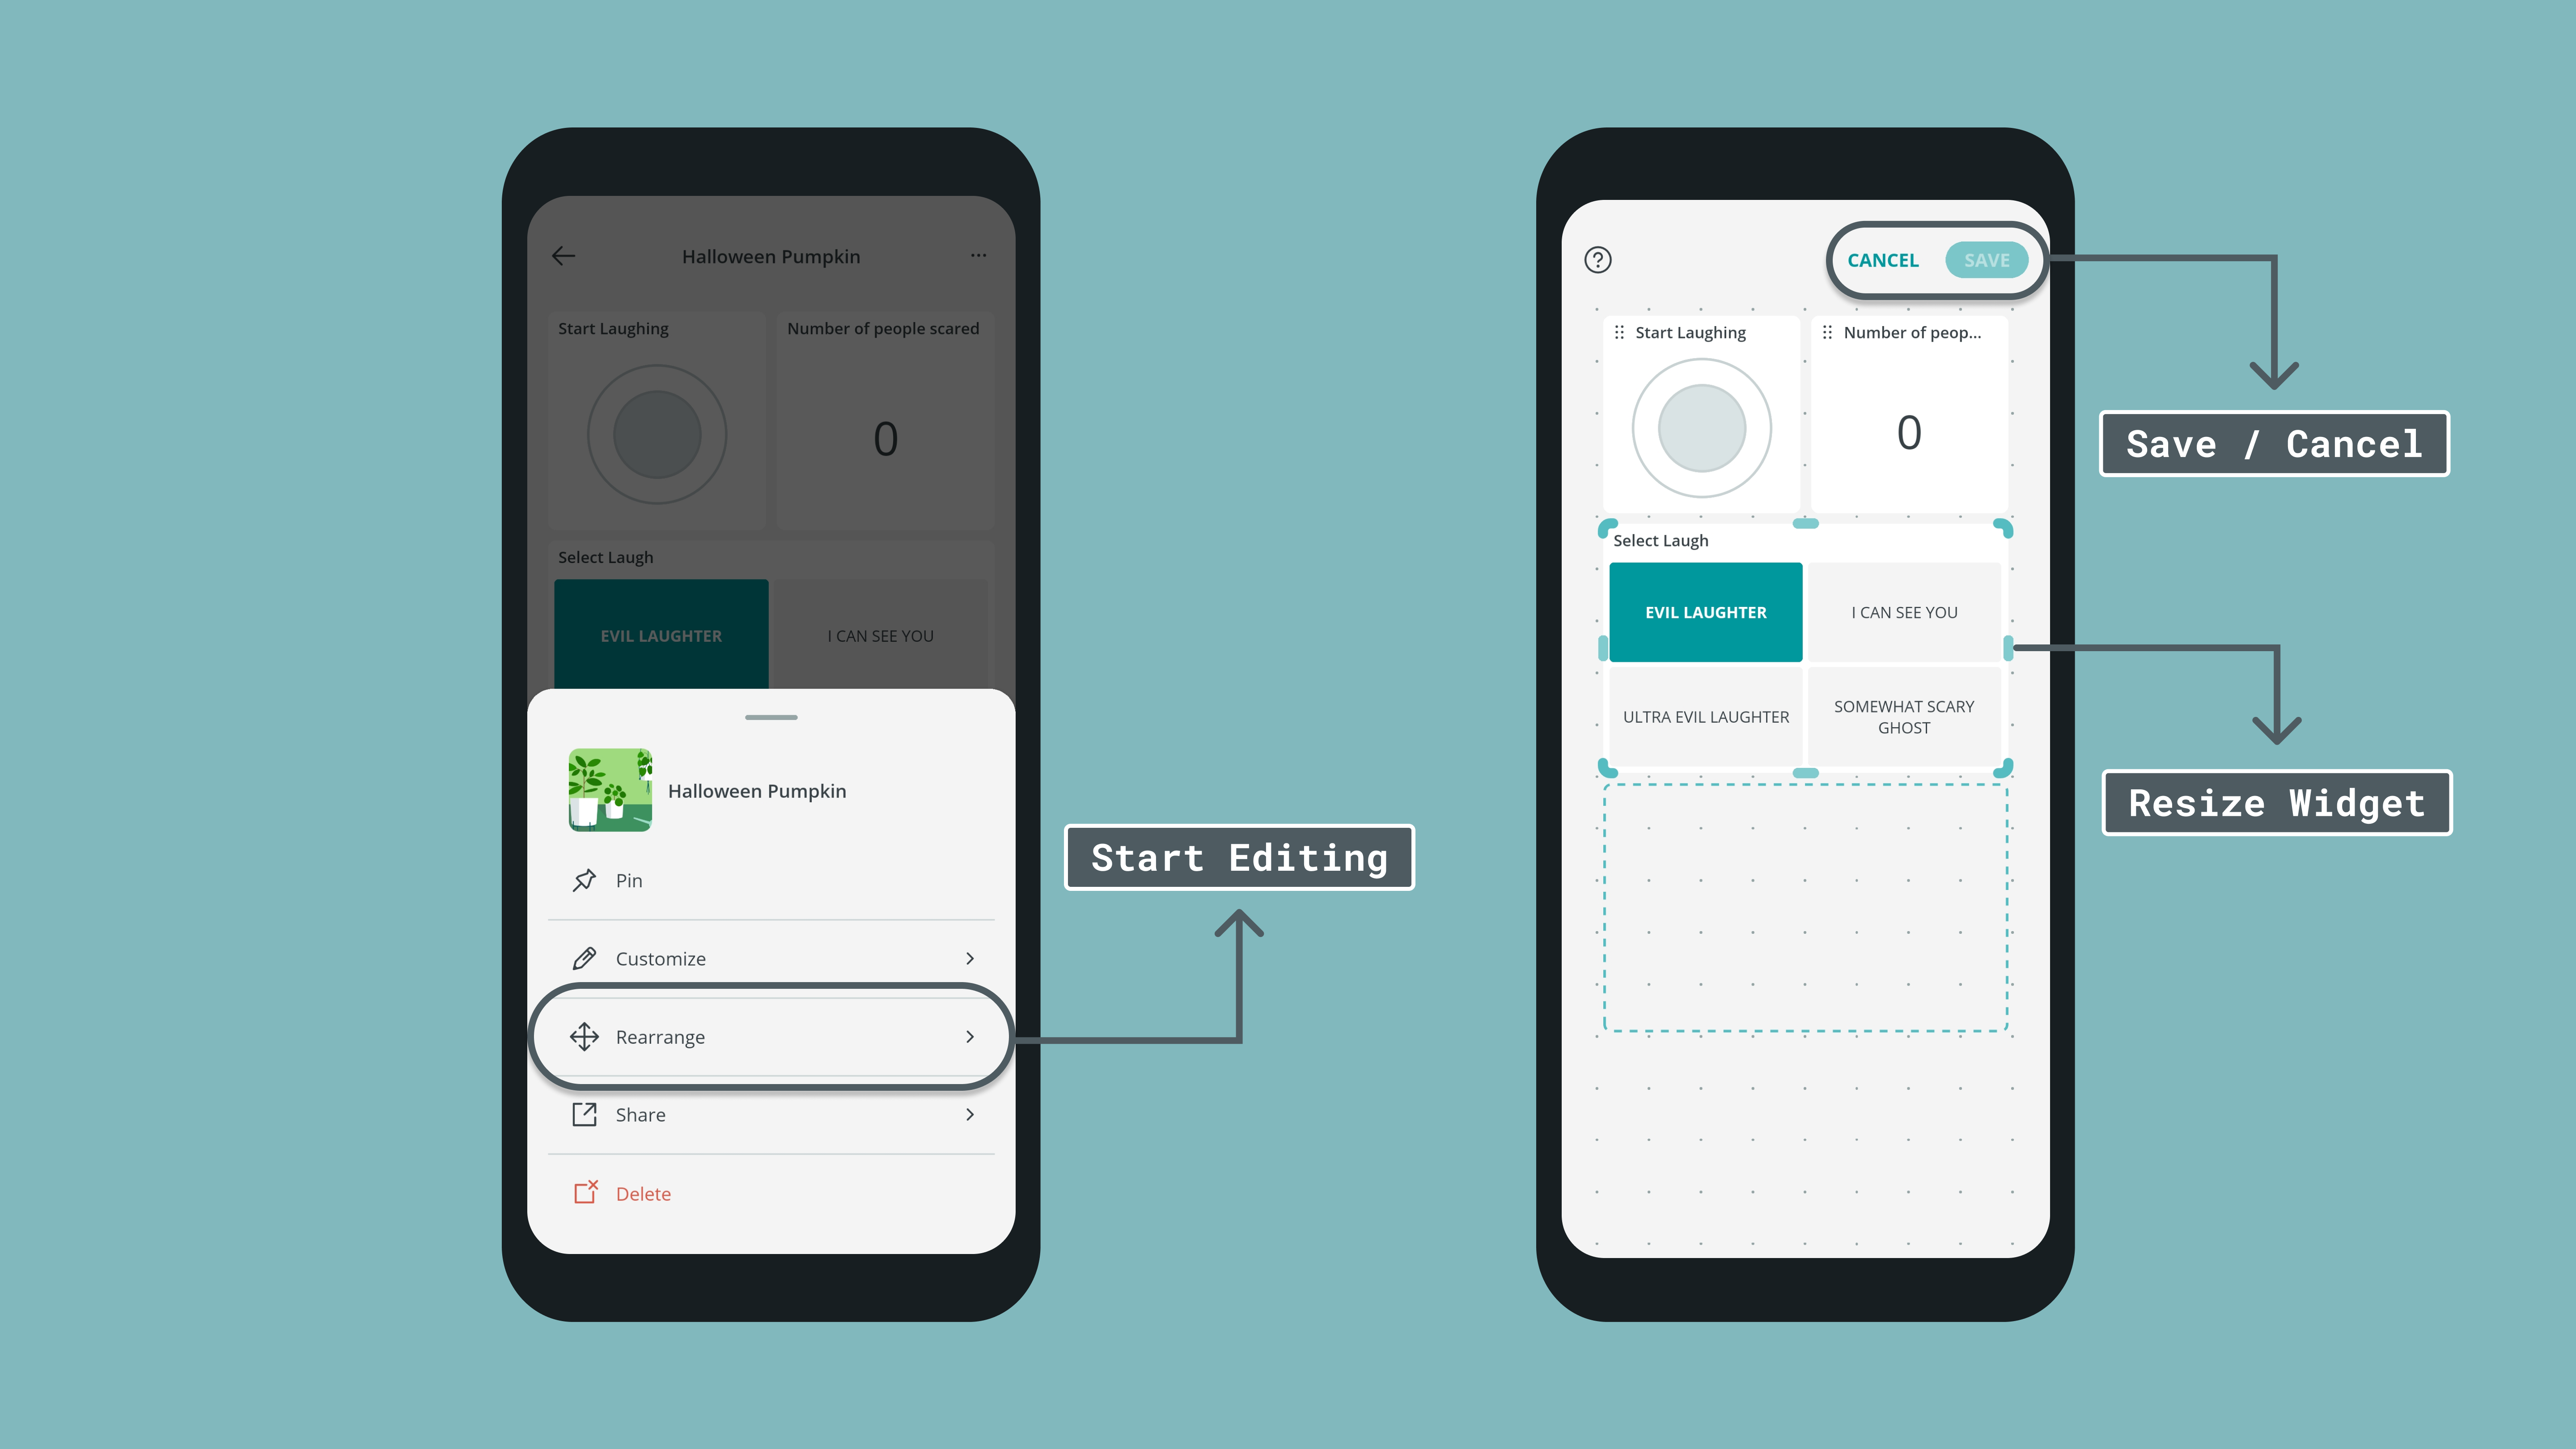 Halloween Pumpkin
Start Laughing
Number of people scared
0
Select Laugh
EVIL LAUGHTER
I CAN SEE YOU
Halloween Pumpkin
Pin
Customize
Rearrange
Share
Delete
Start Editing
CANCEL
SAVE
Start Laughing
Number of peop...
0
Select Laugh
EVIL LAUGHTER
I CAN SEE YOU
ULTRA EVIL LAUGHTER
SOMEWHAT SCARY
GHOST
Save / Cancel
Resize Widget